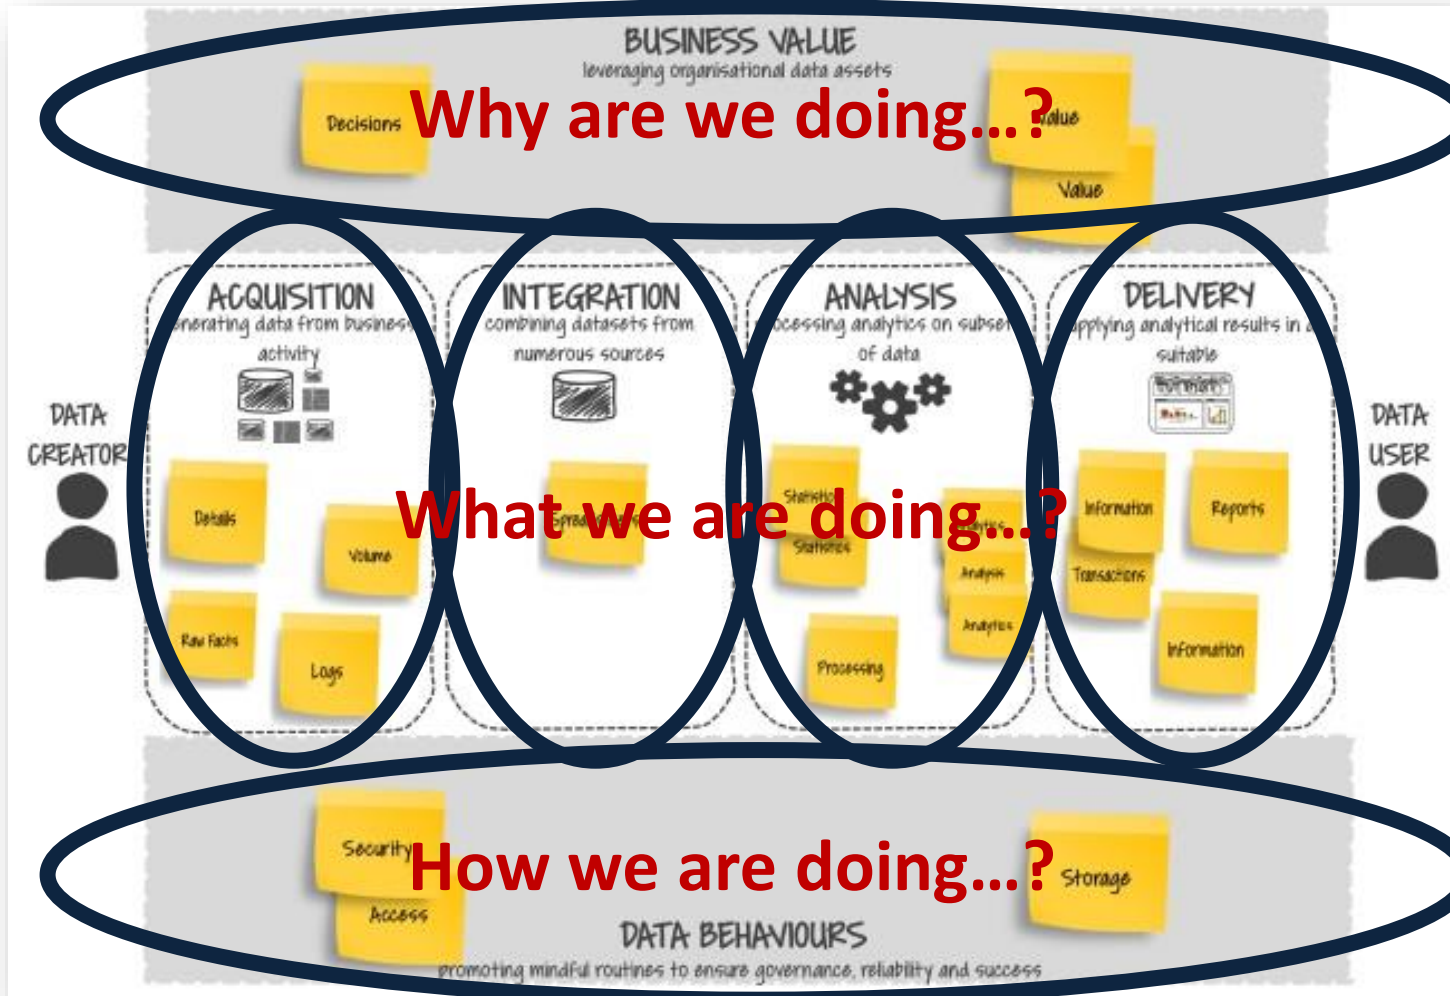 BUSINESS VALUE
leveraging organisational data assets
Decisions
Why are we doing...?
Value
Value
ACQUISITION
enerating data from business
activity
INTEGRATION
combining datasets from
numerous sources
ANALYSIS
ocessing analytics on subset
of data
DELIVERY
pplying analytical results in a
suitable
format
DATA
CREATOR
DATA
USER
Details
Volume
Raw Facts
Logs
What we are doing...?
Statistics
Statistics
Analytics
Analysis
Analytics
Processing
Information
Reports
Transactions
Information
Security
Access
How we are doing...?
Storage
DATA BEHAVIOURS
promoting mindful routines to ensure governance, reliability and success